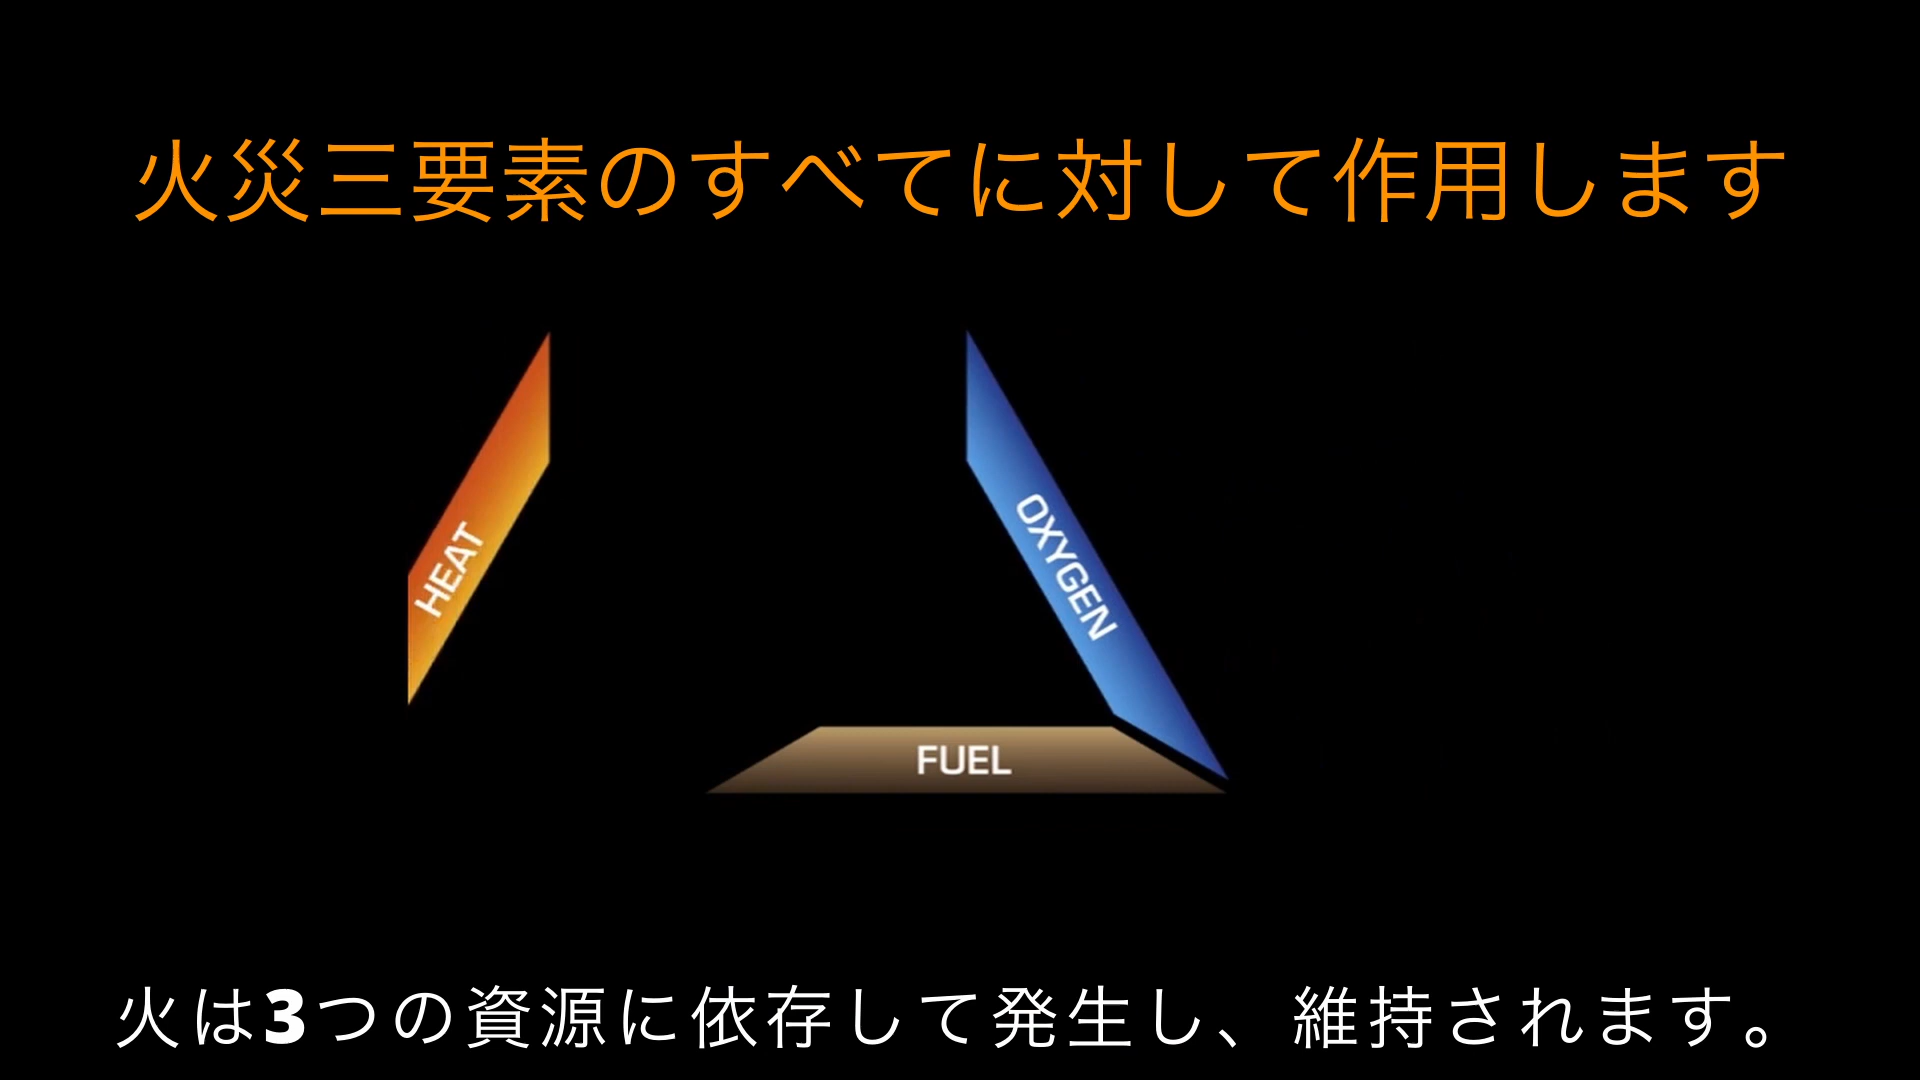 火災三要素のすべてに対して作用します
HEAT
OXYGEN
FUEL
火は3つの資源に依存して発生し、維持されます。